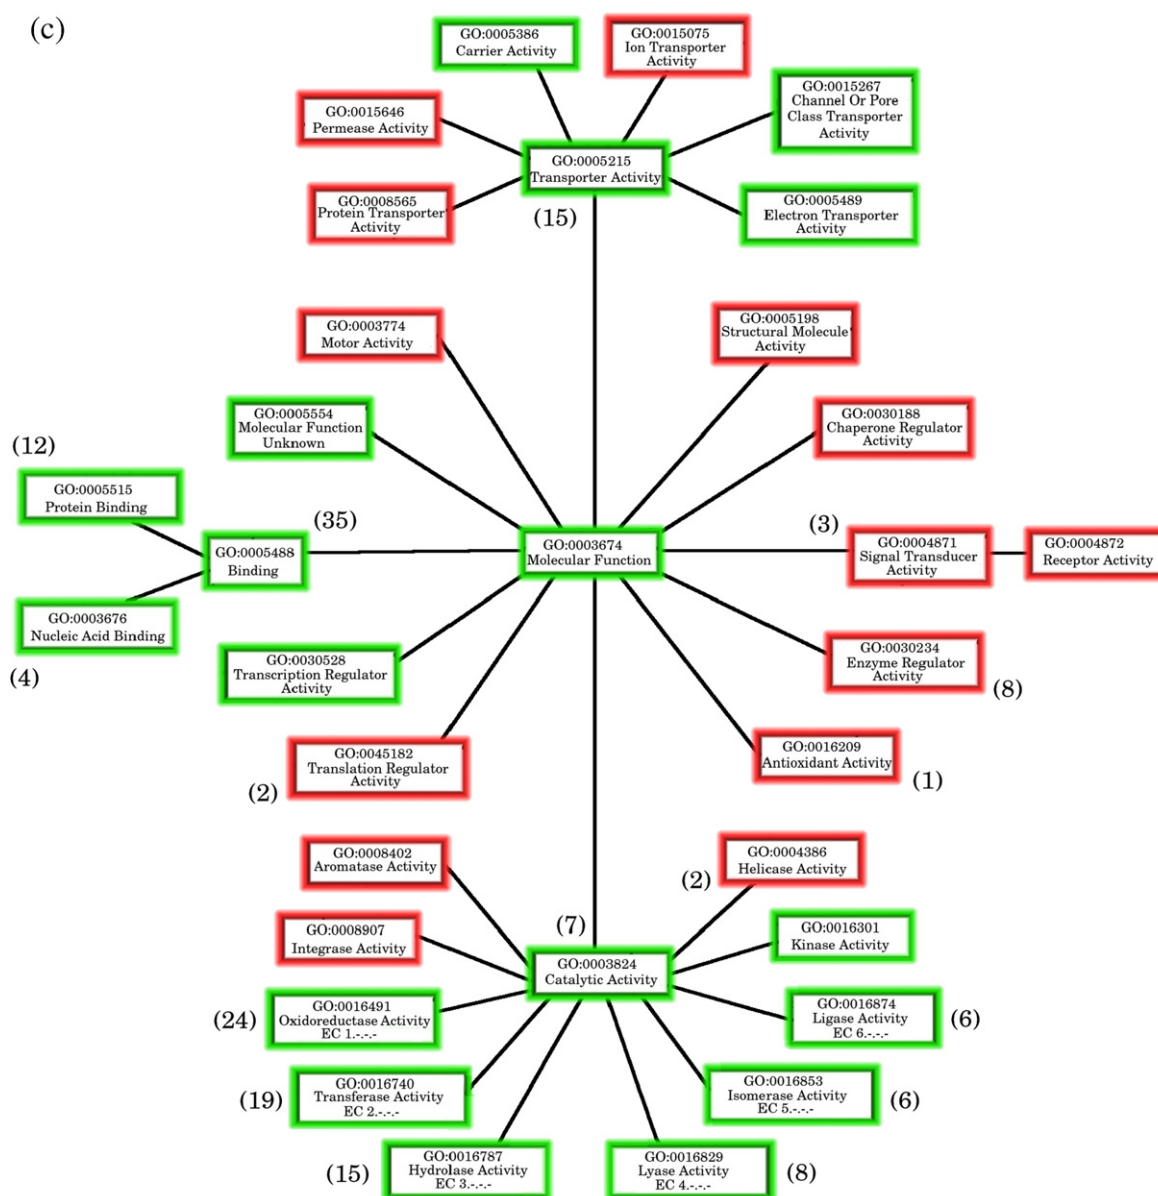 (c)
GO:0005386
Carrier Activity
GO:0015075
Ion Transporter
Activity
GO:0015646
Permease Activity
GO:0015267
Channel Or Pore
Class Transporter
Activity
GO:0005215
Transporter Activity
GO:0008565
Protein Transporter
Activity
(15)
GO:0005489
Electron Transporter
Activity
GO:0003774
Motor Activity
GO:0005198
Structural Molecule
Activity
GO:0005554
Molecular Function
Unknown
GO:0030188
Chaperone Regulator
Activity
(12)
GO:0005515
Protein Binding
(35)
GO:0005488
Binding
GO:0003674
Molecular Function
(3)
GO:0004871
Signal Transducer
Activity
GO:0004872
Receptor Activity
GO:0003676
Nucleic Acid Binding
(4)
GO:0030528
Transcription Regulator
Activity
GO:0030234
Enzyme Regulator
Activity
(8)
GO:0045182
Translation Regulator
Activity
(2)
GO:0016209
Antioxidant Activity
(1)
GO:0008402
Aromatase Activity
GO:0004386
Helicase Activity
(2)
(7)
GO:0008907
Integrase Activity
GO:0016301
Kinase Activity
GO:0003824
Catalytic Activity
GO:0016491
Oxidoreductase Activity
EC 1.-.-.-
(24)
GO:0016874
Ligase Activity
EC 6.-.-.-
(6)
GO:0016740
Transferase Activity
EC 2.-.-.-
(19)
GO:0016853
Isomerase Activity
EC 5.-.-.-
(6)
GO:0016787
Hydrolase Activity
EC 3.-.-.-
(15)
GO:0016829
Lyase Activity
EC 4.-.-.-
(8)